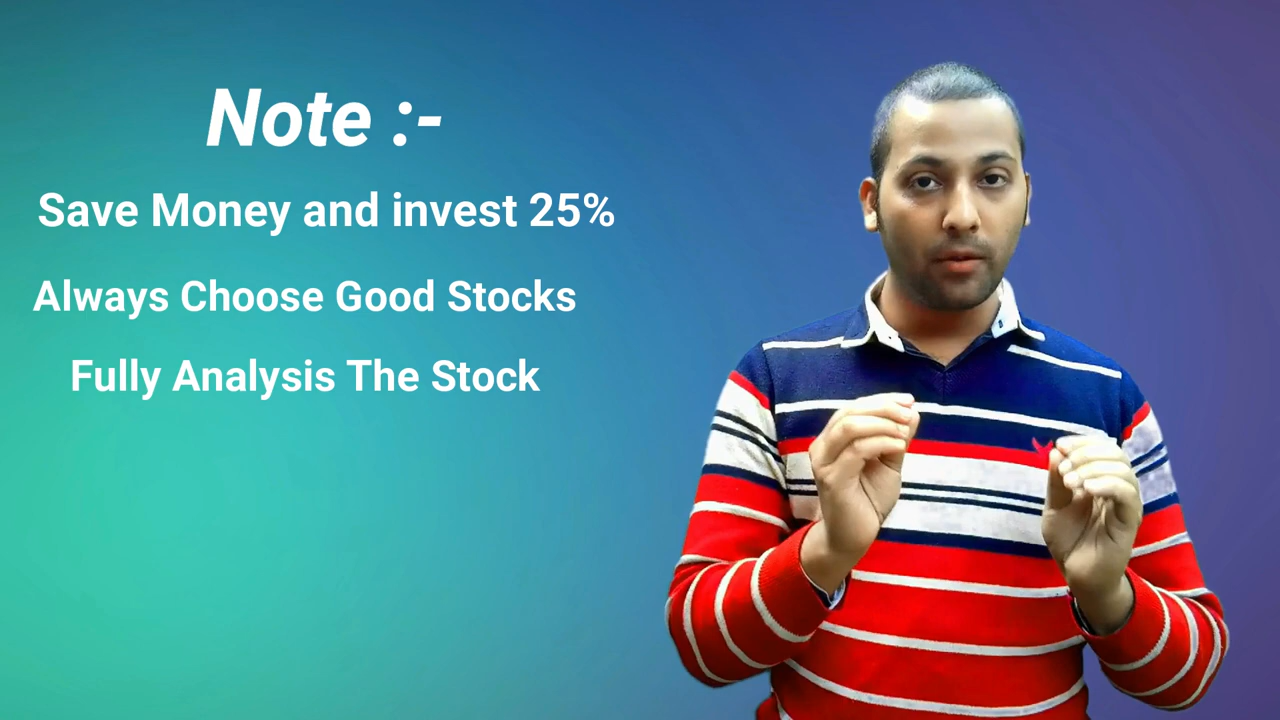 Note :-
Save Money and invest 25%
Always Choose Good Stocks
Fully Analysis The Stock